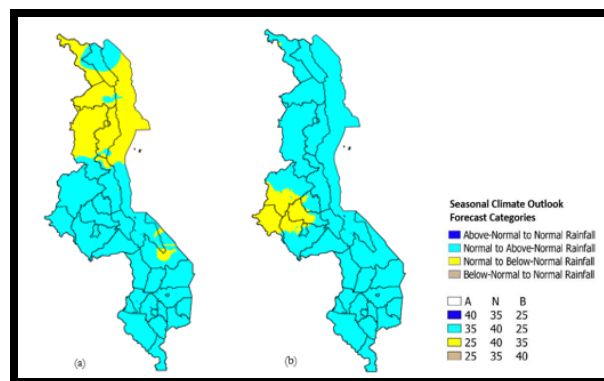 Seasonal Climate Outlook
Forecast Categories
Above-Normal to Normal Rainfall
Normal to Above-Normal Rainfall
Normal to Below-Normal Rainfall
Below-Normal to Normal Rainfall
A N B
40 35 25
35 40 25
25 40 35
25 35 40
(a) (b)